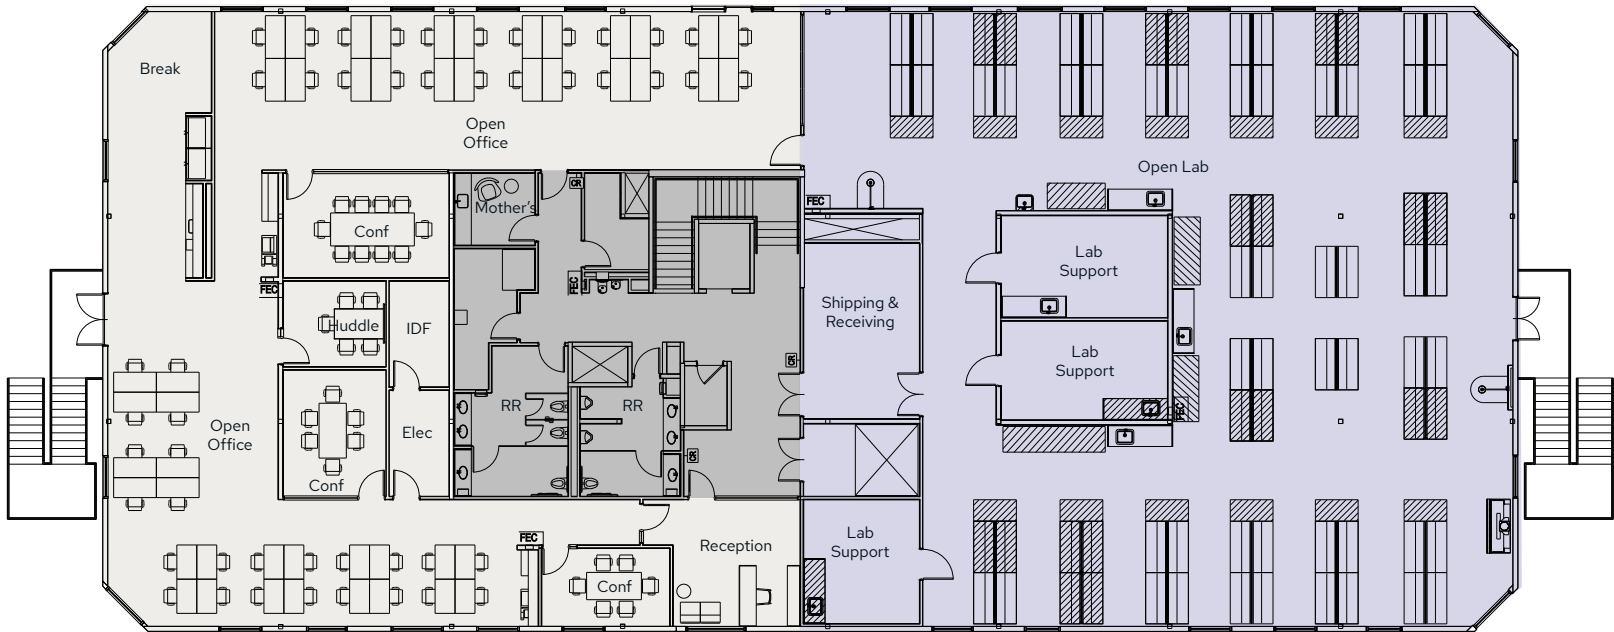 Break
Open
Office
Open Lab
CR
Mother's
FEC
Conf
Lab
Support
FEC
FEC
Shipping &
Receiving
Huddle
IDF
CR
Lab
Support
RR
RR
FEC
Open
Office
Elec
CR
Conf
FEC
Reception
Lab
Support
Conf